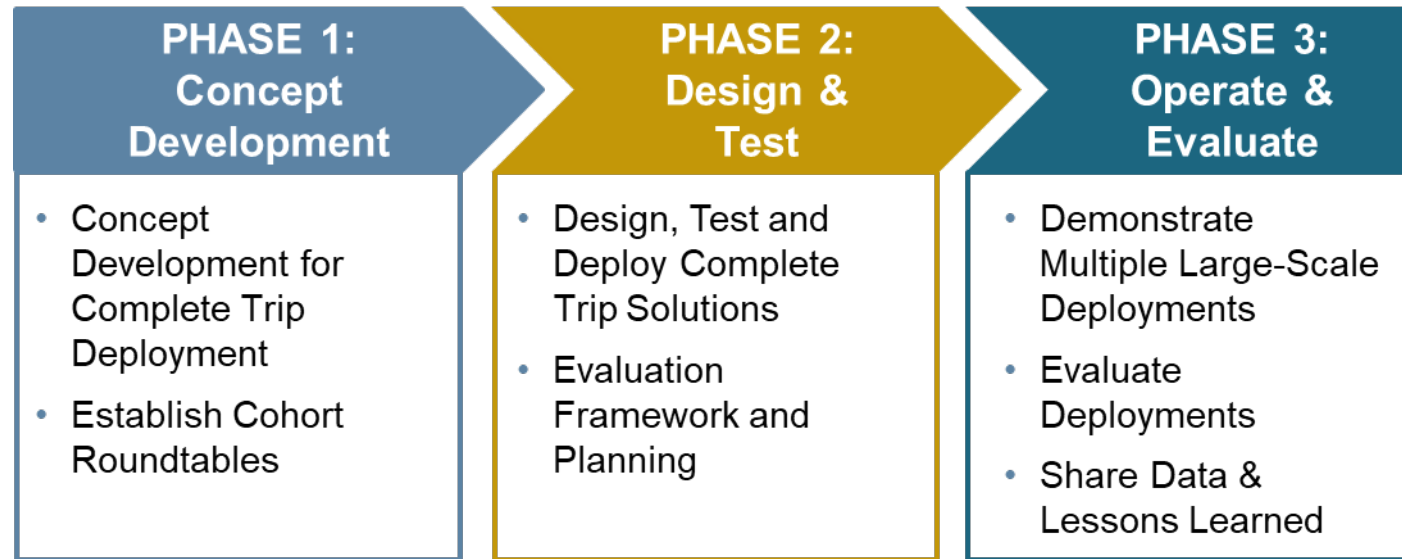 PHASE 1:
Concept
Development
• Concept
Development for
Complete Trip
Deployment
• Establish Cohort
Roundtables
PHASE 2:
Design &
Test
• Design, Test and
Deploy Complete
Trip Solutions
• Evaluation
Framework and
Planning
PHASE 3:
Operate &
Evaluate
• Demonstrate
Multiple Large-Scale
Deployments
• Evaluate
Deployments
• Share Data &
Lessons Learned